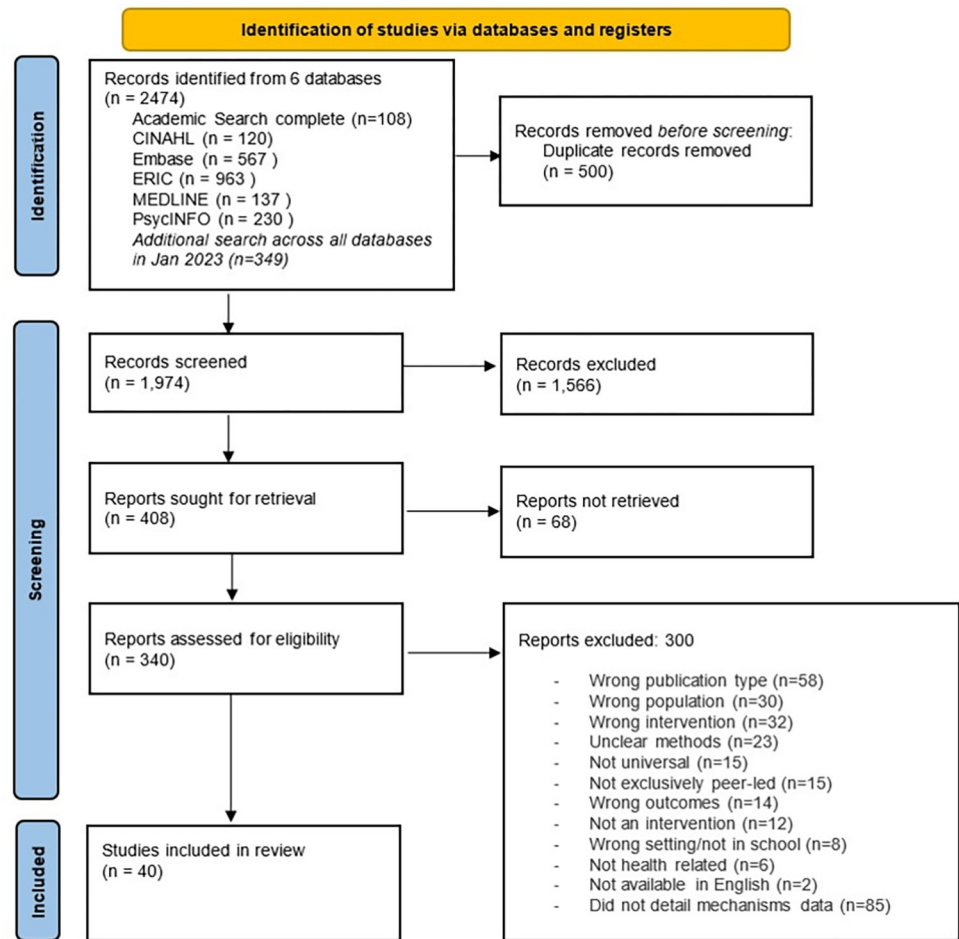 Identification of studies via databases and registers
Identification
Records identified from 6 databases
(n = 2474)
Academic Search complete (n=108)
CINAHL (n = 120)
Embase (n = 567 )
ERIC (n = 963 )
MEDLINE (n = 137)
PsycINFO (n = 230 )
Additional search across all databases
in Jan 2023 (n=349)
Records removed before screening:
Duplicate records removed
(n = 500)
Screening
Records screened
(n = 1,974)
Records excluded
(n = 1,566)
Reports sought for retrieval
(n = 408)
Reports not retrieved
(n = 68)
Reports assessed for eligibility
(n = 340)
Reports excluded: 300
- Wrong publication type (n=58)
- Wrong population (n=30)
- Wrong intervention (n=32)
- Unclear methods (n=23)
- Not universal (n=15)
- Not exclusively peer-led (n=15)
- Wrong outcomes (n=14)
- Not an intervention (n=12)
- Wrong setting/not in school (n=8)
- Not health related (n=6)
- Not available in English (n=2)
- Did not detail mechanisms data (n=85)
Included
Studies included in review
(n = 40)